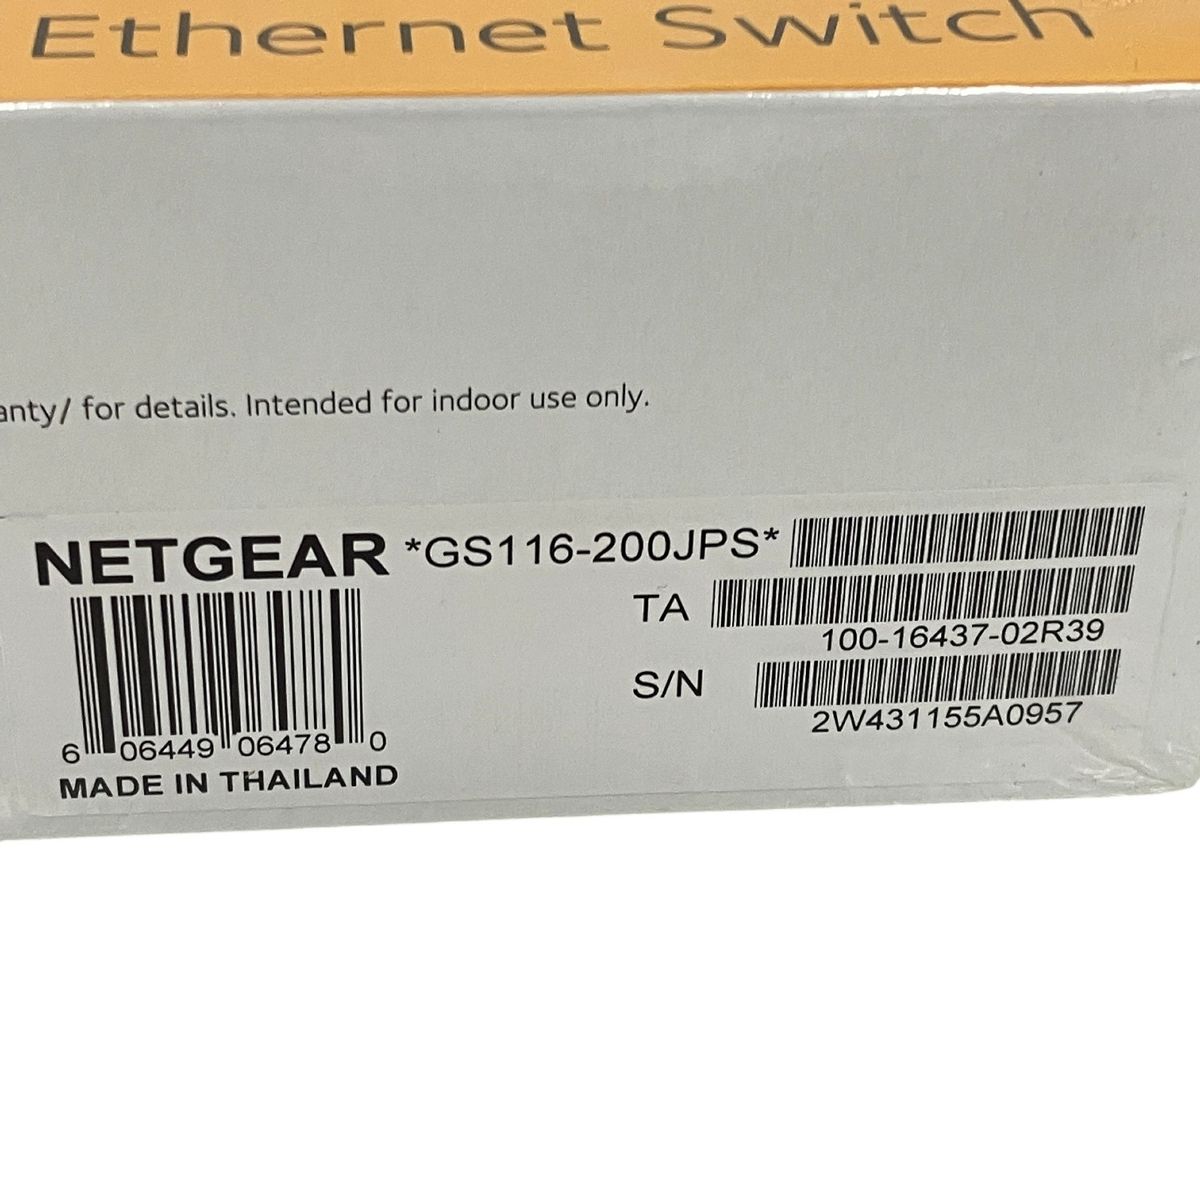 Ethernet Switch
anty/ for details. Intended for indoor use only.
NETGEAR *GS116-200JPS*
TA
100-16437-02R39
S/N
2W431155A0957
6 06449 06478 0
MADE IN THAILAND